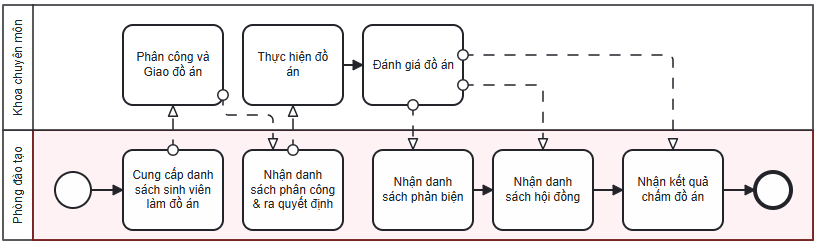 Khoa chuyên môn
Phân công và
Giao đồ án
Thực hiện đồ
án
Đánh giá đồ án
Phòng đào tạo
Cung cấp danh
sách sinh viên
làm đồ án
Nhận danh
sách phân công
& ra quyết định
Nhận danh
sách phản biện
Nhận danh
sách hội đồng
Nhận kết quả
chấm đồ án